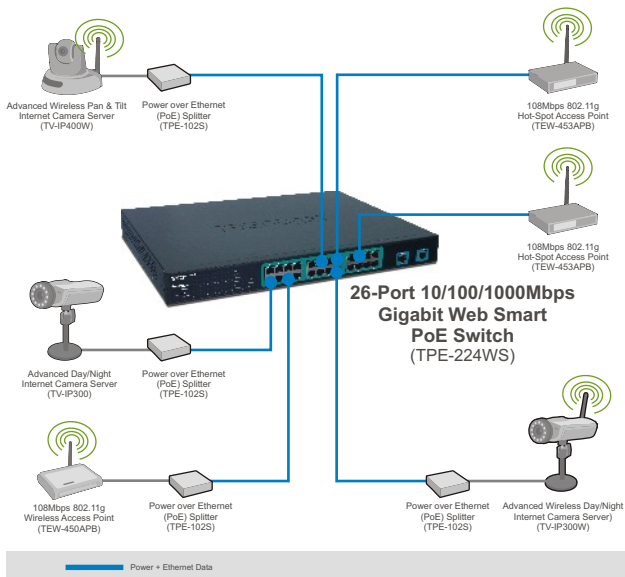 Advanced Wireless Pan & Tilt
Internet Camera Server
(TV-IP400W)
Power over Ethernet
(PoE) Splitter
(TPE-102S)
108Mbps 802.11g
Hot-Spot Access Point
(TEW-453APB)
108Mbps 802.11g
Hot-Spot Access Point
(TEW-453APB)
26-Port 10/100/1000Mbps
Gigabit Web Smart
PoE Switch
(TPE-224WS)
Advanced Day/Night
Internet Camera Server
(TV-IP300)
Power over Ethernet
(PoE) Splitter
(TPE-102S)
108Mbps 802.11g
Wireless Access Point
(TEW-450APB)
Power over Ethernet
(PoE) Splitter
(TPE-102S)
Power over Ethernet
(PoE) Splitter
(TPE-102S)
Advanced Wireless Day/Night
Internet Camera Server)
(TV-IP300W)
Power + Ethernet Data